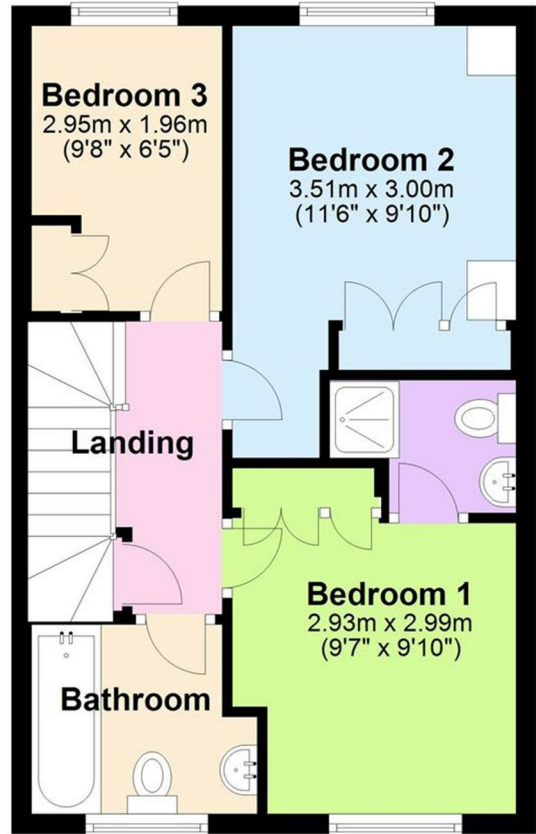 Bedroom 3
2.95m x 1.96m
(9'8" x 6'5")
Bedroom 2
3.51m x 3.00m
(11'6" x 9'10")
Landing
Bedroom 1
2.93m x 2.99m
(9'7" x 9'10")
Bathroom